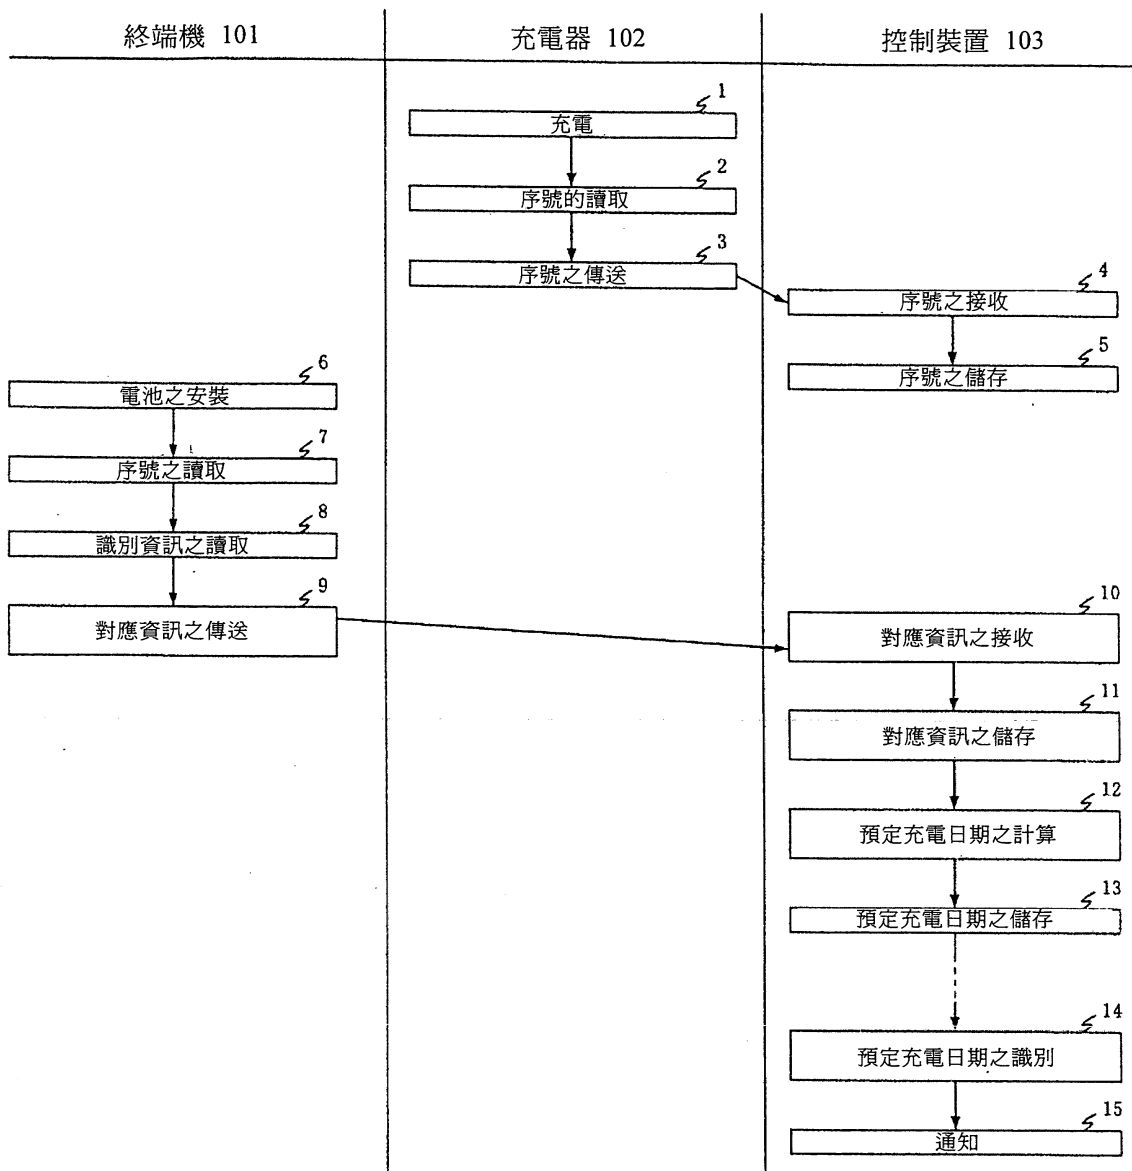 終端機 101
充電器 102
控制裝置 103
1
充電
2
序號的讀取
3
序號之傳送
4
序號之接收
5
序號之儲存
6
電池之安裝
7
序號之讀取
8
識別資訊之讀取
9
對應資訊之傳送
10
對應資訊之接收
11
對應資訊之儲存
12
預定充電日期之計算
13
預定充電日期之儲存
14
預定充電日期之識別
15
通知